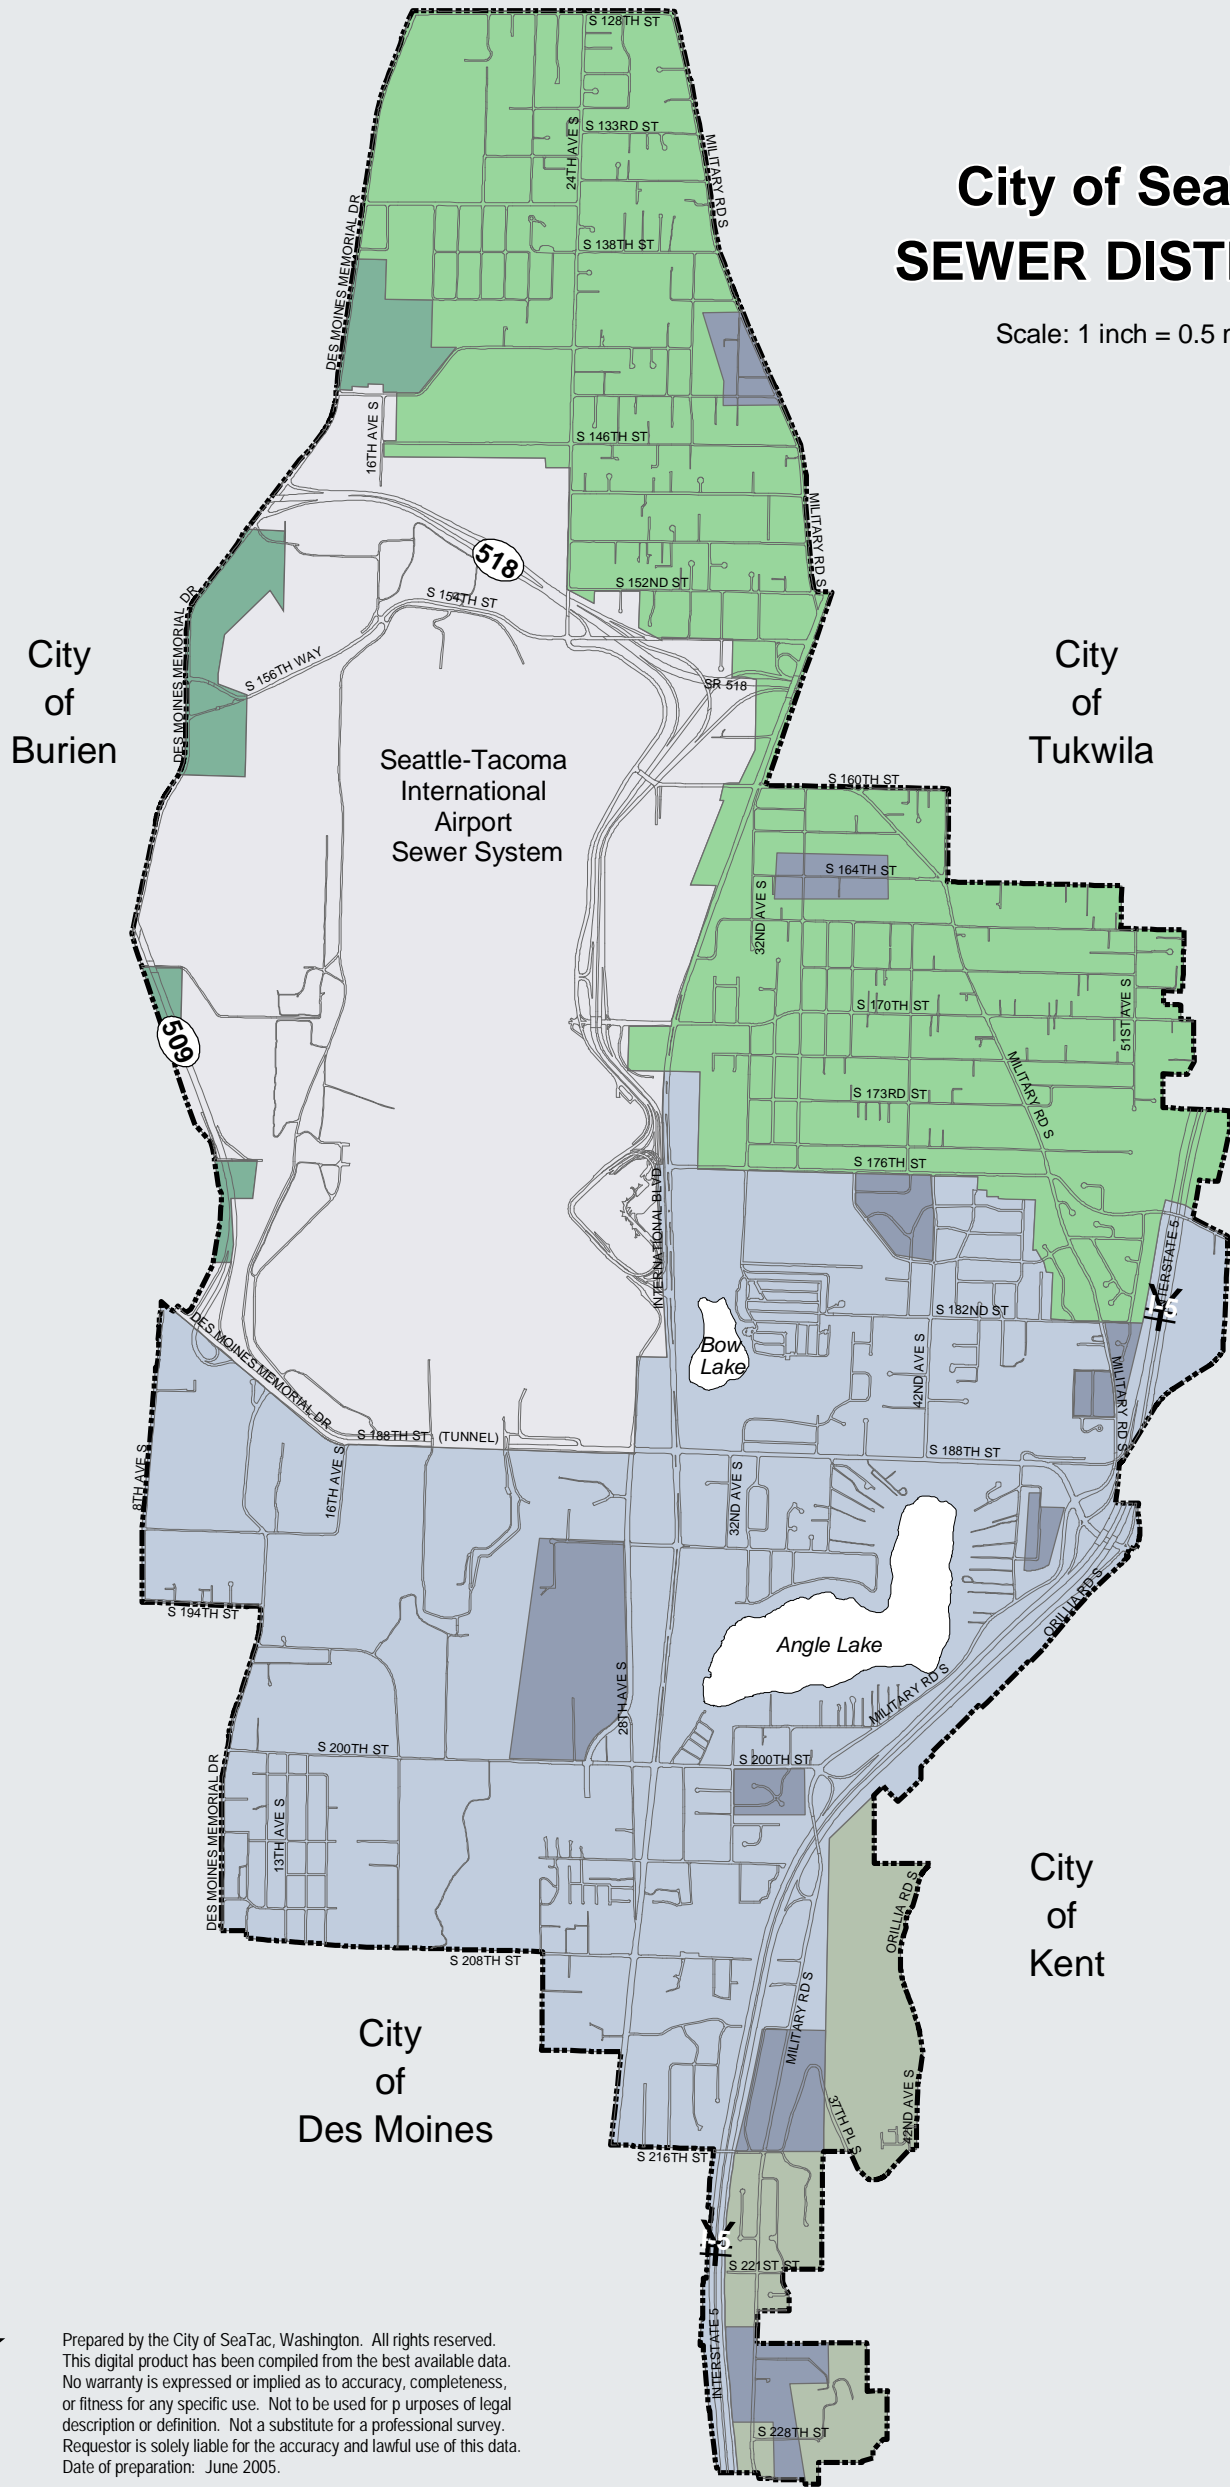 City of Sea
SEWER DIST
Scale: 1 inch = 0.5
S 128TH ST
S 133RD ST
24TH AVE S
MILITARY RD S
S 138TH ST
DES MOINES MEMORIAL DR
16TH AVE S
S 146TH ST
MILITARY RD S
518
S 152ND ST
S 154TH ST
DES MOINES MEMORIAL DR
S 156TH WAY
SR 518
City
of
Burien
City
of
Tukwila
Seattle-Tacoma
International
Airport
Sewer System
S 160TH ST
S 164TH ST
32ND AVE S
S 170TH ST
51ST AVE S
509
MILITARY RD S
S 173RD ST
S 176TH ST
INTERNATIONAL BLVD
INTERSTATE 5
S 182ND ST
Bow
Lake
42ND AVE S
MILITARY RD S
DES MOINES MEMORIAL DR
S 188TH ST (TUNNEL)
S 188TH ST
8TH AVE S
16TH AVE S
32ND AVE S
S 194TH ST
ORILLIA RD S
Angle Lake
28TH AVE S
MILITARY RD S
S 200TH ST
S 200TH ST
DES MOINES MEMORIAL DR
13TH AVE S
ORILLIA RD S
City
of
Kent
S 208TH ST
MILITARY RD S
City
of
Des Moines
37TH PL S
42ND AVE S
S 216TH ST
S 221ST ST
INTERSTATE 5
S 228TH ST
Prepared by the City of SeaTac, Washington. All rights reserved.
This digital product has been compiled from the best available data.
No warranty is expressed or implied as to accuracy, completeness,
or fitness for any specific use. Not to be used for p urposes of legal
description or definition. Not a substitute for a professional survey.
Requestor is solely liable for the accuracy and lawful use of this data.
Date of preparation: June 2005.